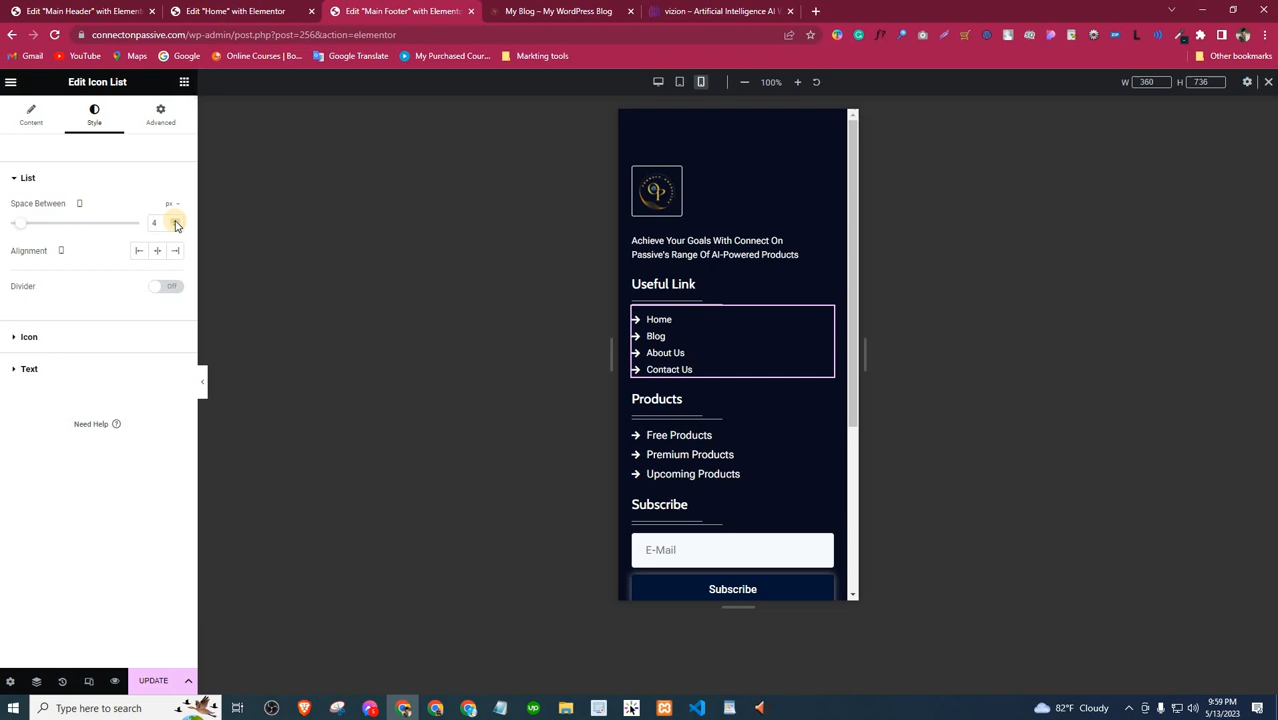 Edit "Main Header" with Elemento
Edit "Home" with Elementor
Edit "Main Footer" with Elemento
My Blog – My WordPress Blog
vizion – Artificial Intelligence AI W
connectonpassive.com/wp-admin/post.php?post=256&action=elementor
Gmail
YouTube
Maps
Google
Online Courses | Bo...
Google Translate
My Purchased Cour...
Markting tools
Other bookmarks
Edit Icon List
100%
W 360 H 736
Content
Style
Advanced
List
Space Between
px
4
Alignment
Divider
Off
Icon
Text
Need Help
UPDATE
Achieve Your Goals With Connect On
Passive's Range Of AI-Powered Products
Useful Link
Home
Blog
About Us
Contact Us
Products
Free Products
Premium Products
Upcoming Products
Subscribe
E-Mail
Subscribe
Type here to search
82°F Cloudy
9:59 PM
5/13/2023